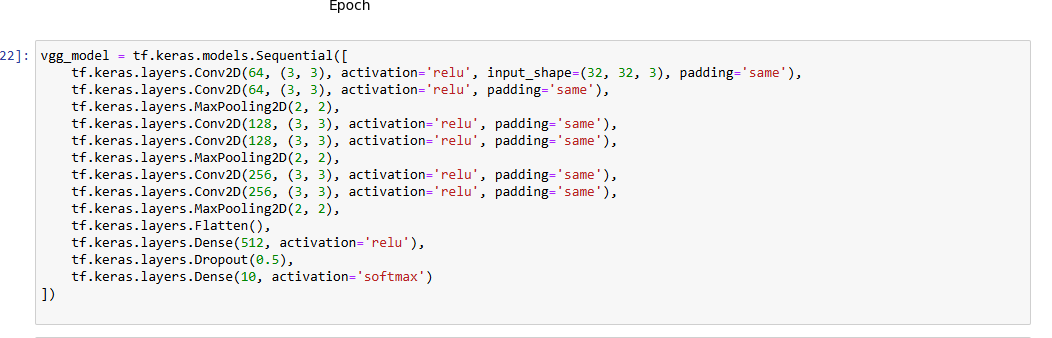 Epoch
22]: vgg_model = tf.keras.models.Sequential([
    tf.keras.layers.Conv2D(64, (3, 3), activation='relu', input_shape=(32, 32, 3), padding='same'),
    tf.keras.layers.Conv2D(64, (3, 3), activation='relu', padding='same'),
    tf.keras.layers.MaxPooling2D(2, 2),
    tf.keras.layers.Conv2D(128, (3, 3), activation='relu', padding='same'),
    tf.keras.layers.Conv2D(128, (3, 3), activation='relu', padding='same'),
    tf.keras.layers.MaxPooling2D(2, 2),
    tf.keras.layers.Conv2D(256, (3, 3), activation='relu', padding='same'),
    tf.keras.layers.Conv2D(256, (3, 3), activation='relu', padding='same'),
    tf.keras.layers.MaxPooling2D(2, 2),
    tf.keras.layers.Flatten(),
    tf.keras.layers.Dense(512, activation='relu'),
    tf.keras.layers.Dropout(0.5),
    tf.keras.layers.Dense(10, activation='softmax')
])